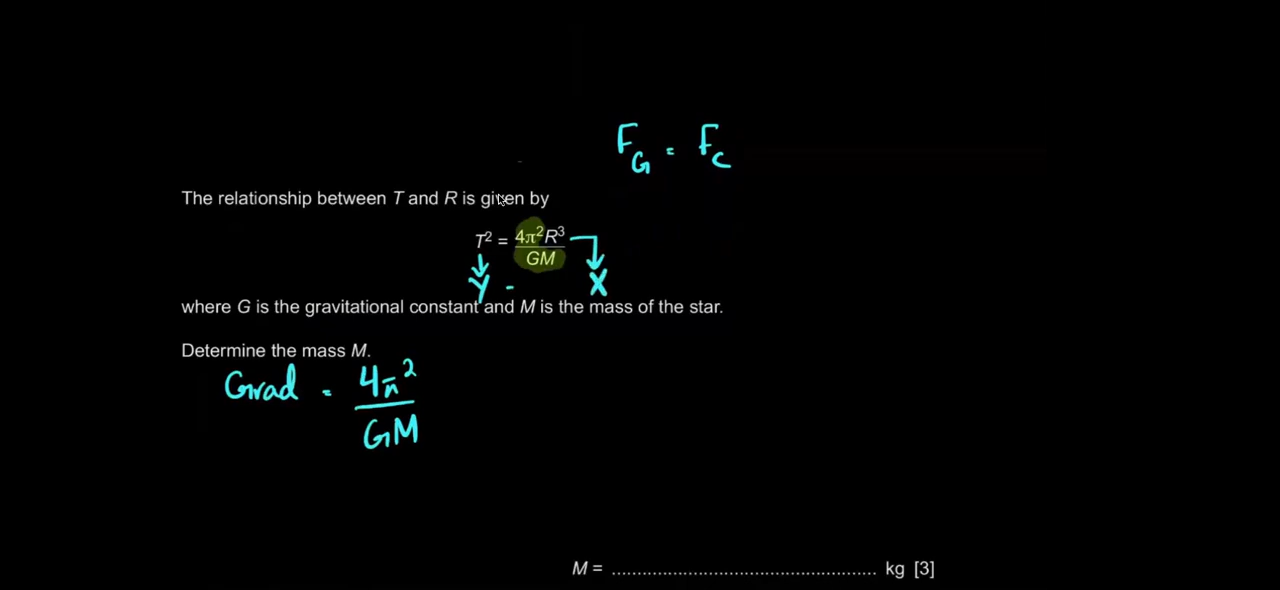 F_G = F_C
The relationship between T and R is given by
T² = 4π²R³ / GM
Y = X
where G is the gravitational constant and M is the mass of the star.
Determine the mass M.
Grad = 4π² / GM
M = ................................................... kg [3]